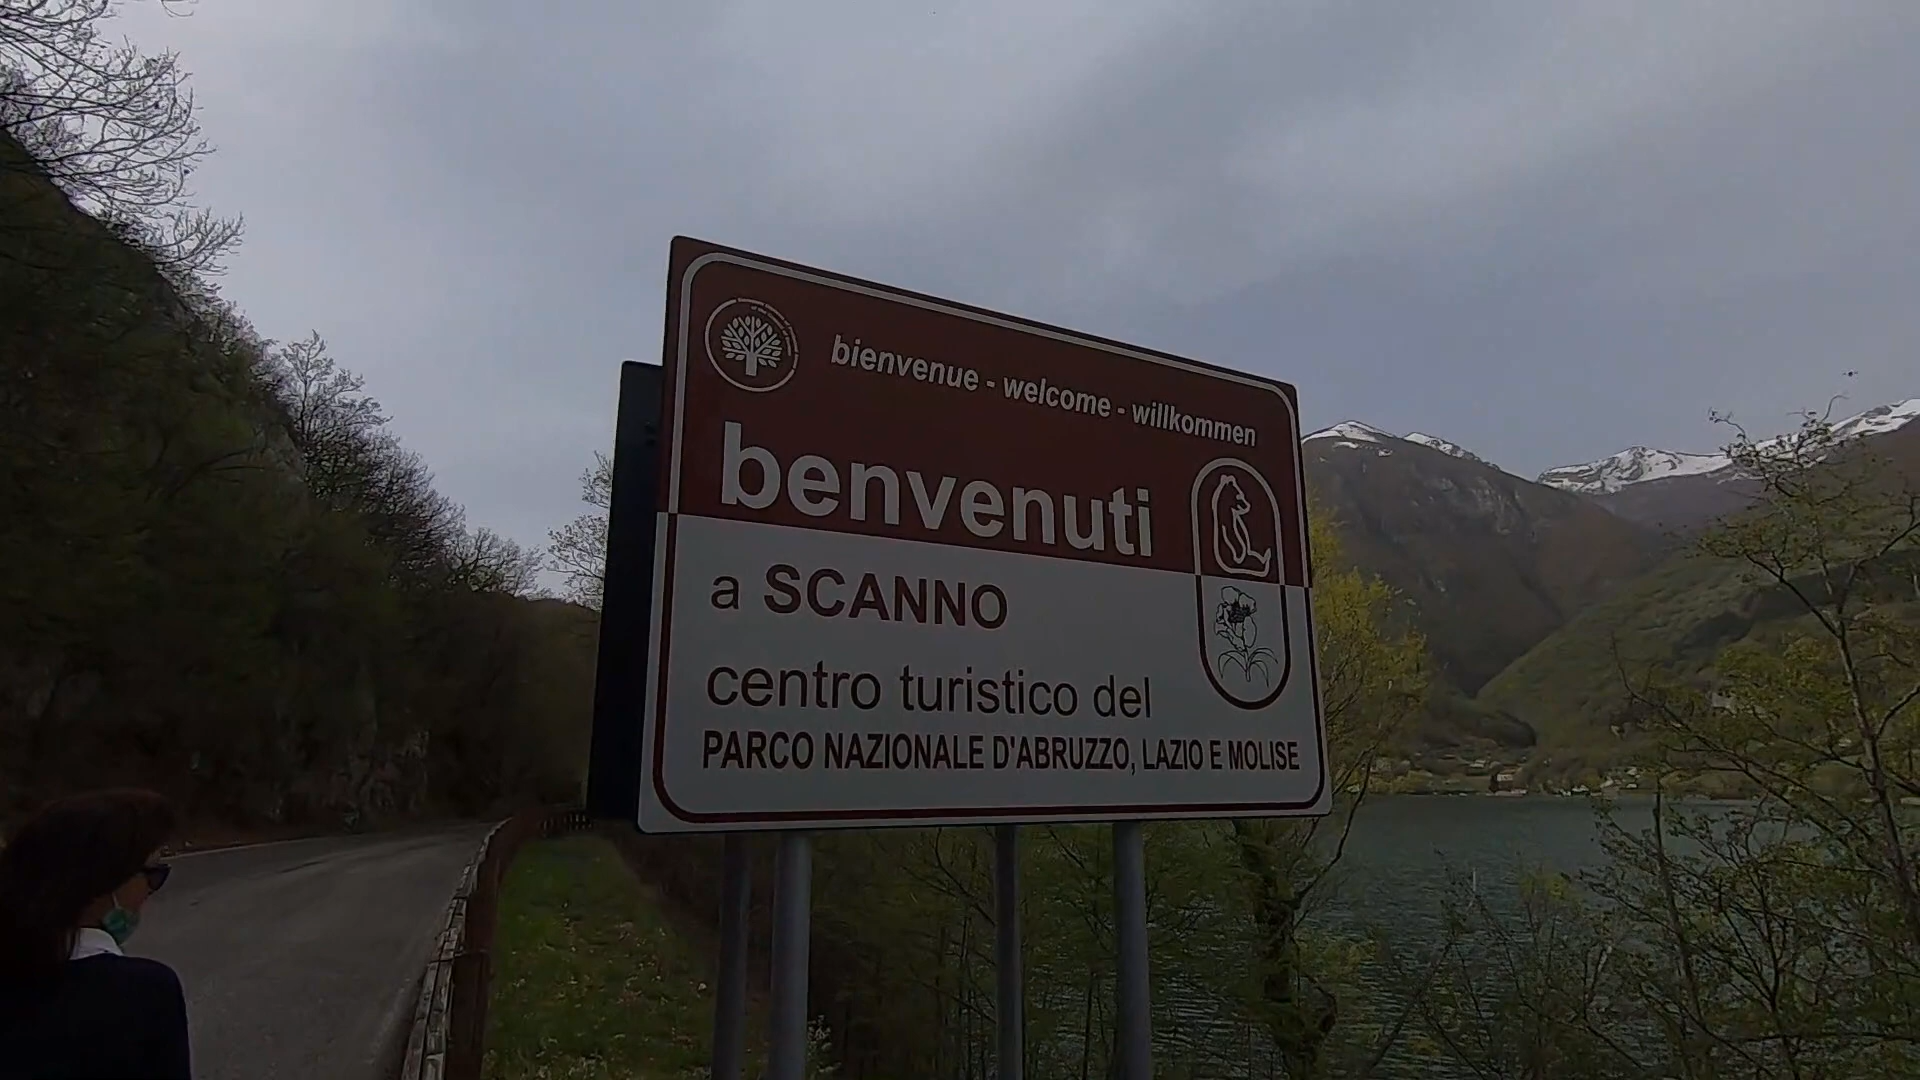 bienvenue - welcome - willkommen
benvenuti
a SCANNO
centro turistico del
PARCO NAZIONALE D'ABRUZZO, LAZIO E MOLISE